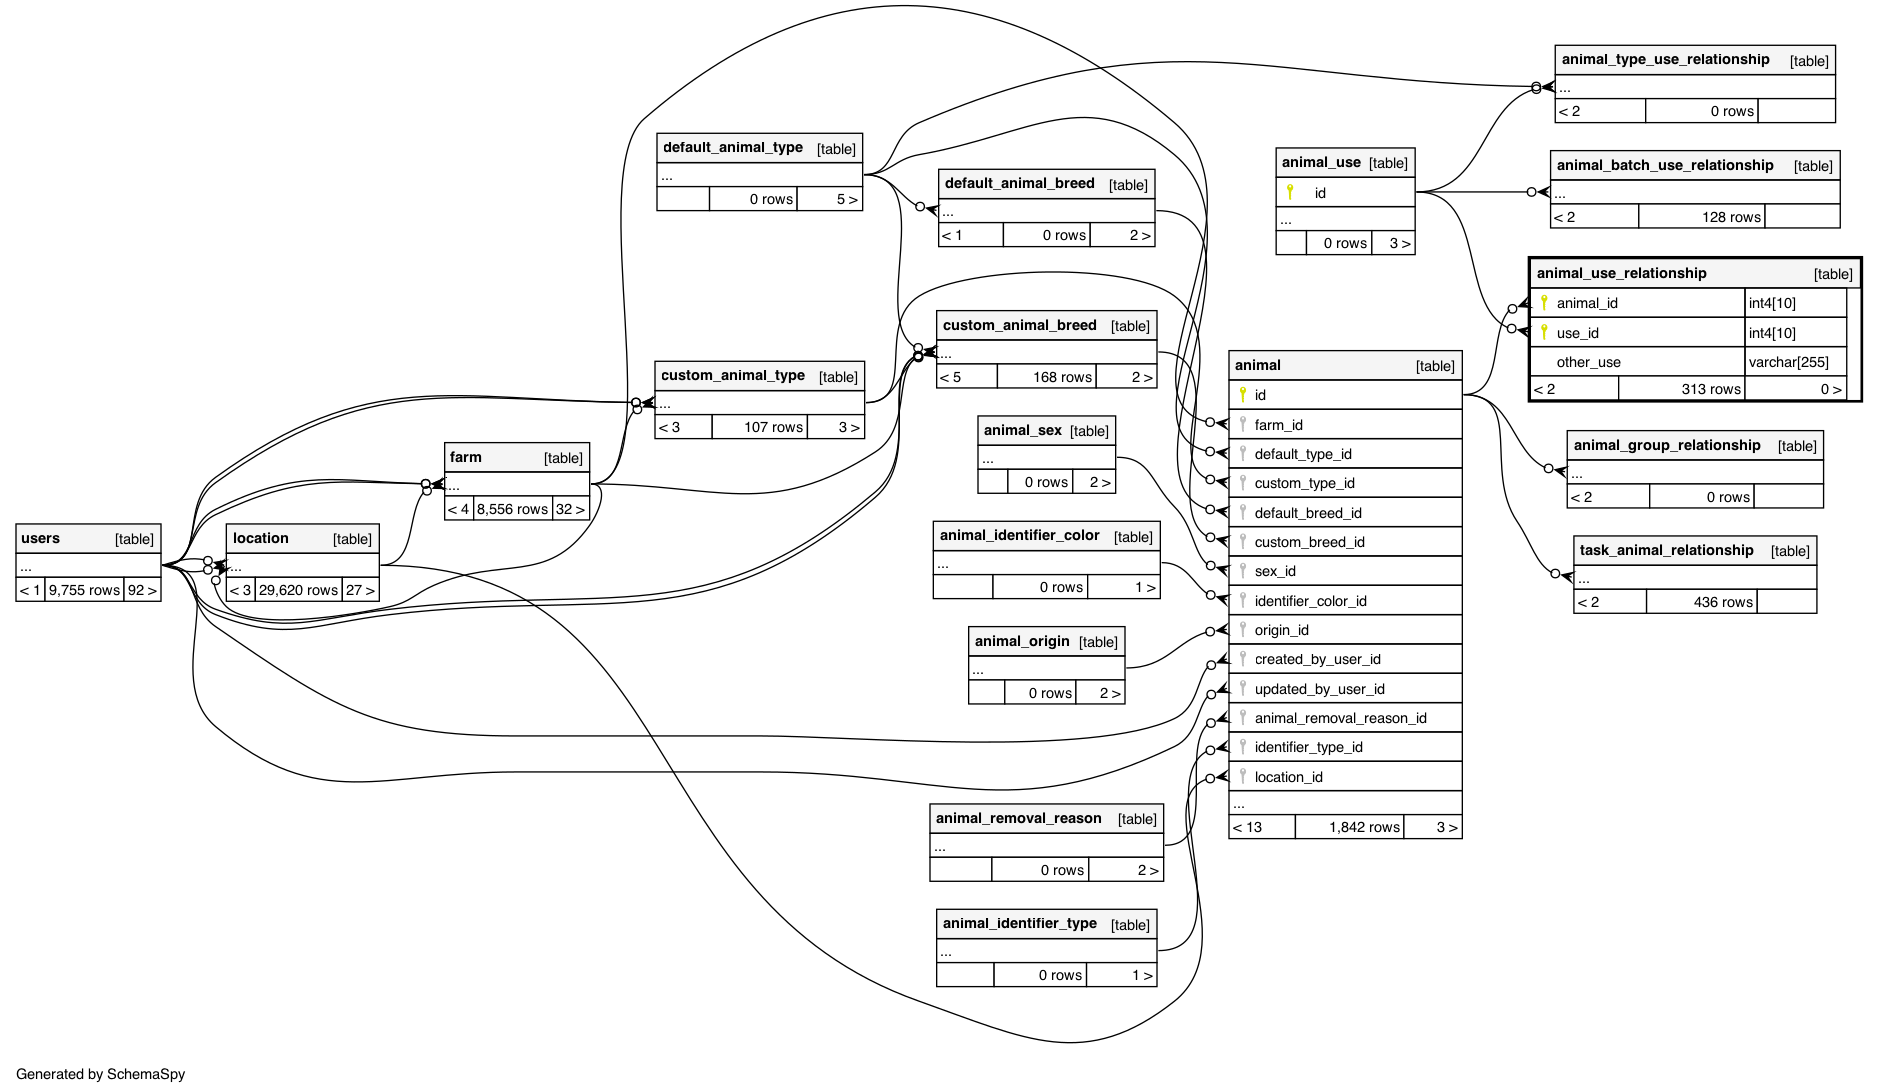 animal_type_use_relationship [table]
...
< 2 0 rows
default_animal_type [table]
...
0 rows 5 >
animal_use [table]
id
...
0 rows 3 >
animal_batch_use_relationship [table]
...
< 2 128 rows
default_animal_breed [table]
...
< 1 0 rows 2 >
animal_use_relationship [table]
animal_id int4[10]
use_id int4[10]
other_use varchar[255]
< 2 313 rows 0 >
custom_animal_breed [table]
...
< 5 168 rows 2 >
custom_animal_type [table]
...
< 3 107 rows 3 >
animal [table]
id
farm_id
default_type_id
custom_type_id
default_breed_id
custom_breed_id
sex_id
identifier_color_id
origin_id
created_by_user_id
updated_by_user_id
animal_removal_reason_id
identifier_type_id
location_id
...
< 13 1,842 rows 3 >
animal_sex [table]
...
0 rows 2 >
farm [table]
...
< 4 8,556 rows 32 >
animal_group_relationship [table]
...
< 2 0 rows
users [table]
...
< 1 9,755 rows 92 >
location [table]
...
< 3 29,620 rows 27 >
animal_identifier_color [table]
...
0 rows 1 >
task_animal_relationship [table]
...
< 2 436 rows
animal_origin [table]
...
0 rows 2 >
animal_removal_reason [table]
...
0 rows 2 >
animal_identifier_type [table]
...
0 rows 1 >
Generated by SchemaSpy